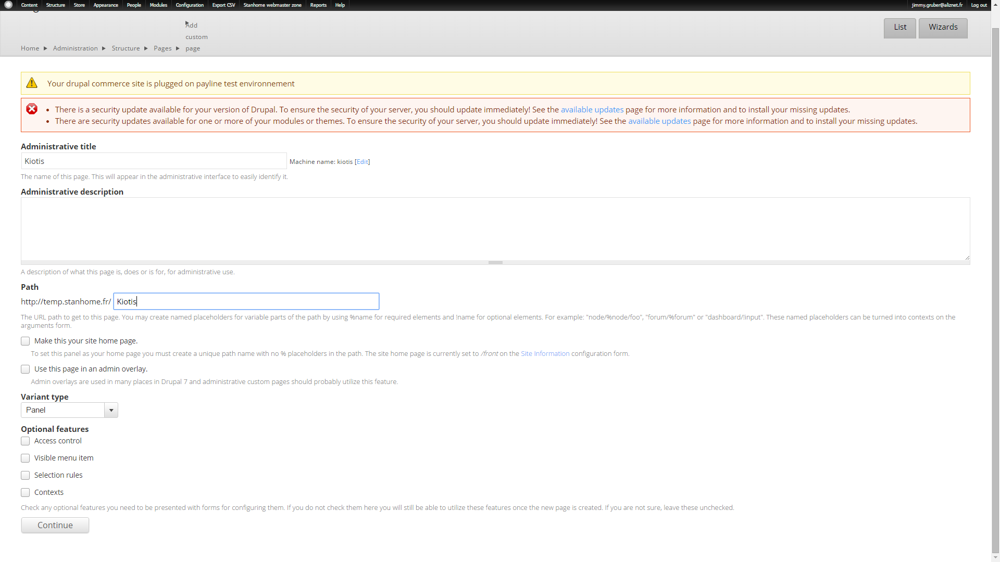 Content Structure Store Appearance People Modules Configuration Export CSV Stanhome webmaster zone Reports Help jimmy.gruber@aliznet.fr Log out
List Wizards
Home Administration Structure Pages Add custom page
Your drupal commerce site is plugged on payline test environnement
There is a security update available for your version of Drupal. To ensure the security of your server, you should update immediately! See the available updates page for more information and to install your missing updates.
There are security updates available for one or more of your modules or themes. To ensure the security of your server, you should update immediately! See the available updates page for more information and to install your missing updates.
Administrative title
Kiotis Machine name: kiotis [Edit]
The name of this page. This will appear in the administrative interface to easily identify it.
Administrative description
A description of what this page is, does or is for, for administrative use.
Path
http://temp.stanhome.fr/ Kiotis
The URL path to get to this page. You may create named placeholders for variable parts of the path by using %name for required elements and !name for optional elements. For example: "node/%node/foo", "forum/%forum" or "dashboard/!input". These named placeholders can be turned into contexts on the
arguments form.
Make this your site home page.
To set this panel as your home page you must create a unique path name with no % placeholders in the path. The site home page is currently set to /front on the Site Information configuration form.
Use this page in an admin overlay.
Admin overlays are used in many places in Drupal 7 and administrative custom pages should probably utilize this feature.
Variant type
Panel
Optional features
Access control
Visible menu item
Selection rules
Contexts
Check any optional features you need to be presented with forms for configuring them. If you do not check them here you will still be able to utilize these features once the new page is created. If you are not sure, leave these unchecked.
Continue